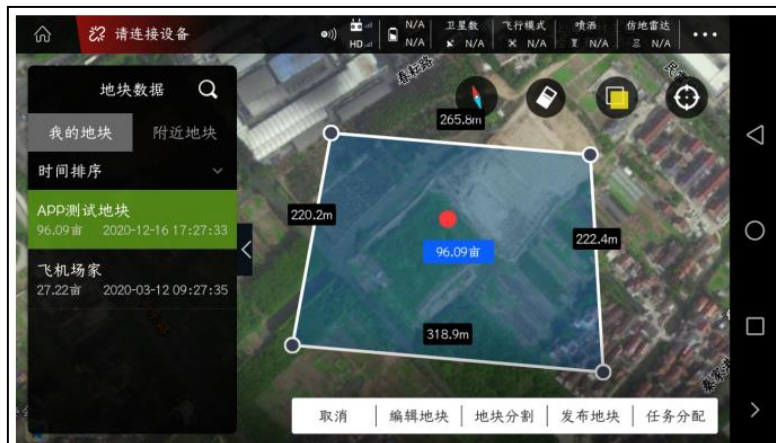 请连接设备
HD
N/A
N/A
卫星数
N/A
飞行模式
N/A
喷洒
N/A
仿地雷达
N/A
地块数据
我的地块
附近地块
时间排序
APP测试地块
96.09亩 2020-12-16 17:27:33
飞机场家
27.22亩 2020-03-12 09:27:35
春耘路
265.8m
220.2m
222.4m
96.09亩
318.9m
取消 编辑地块 地块分割 发布地块 任务分配